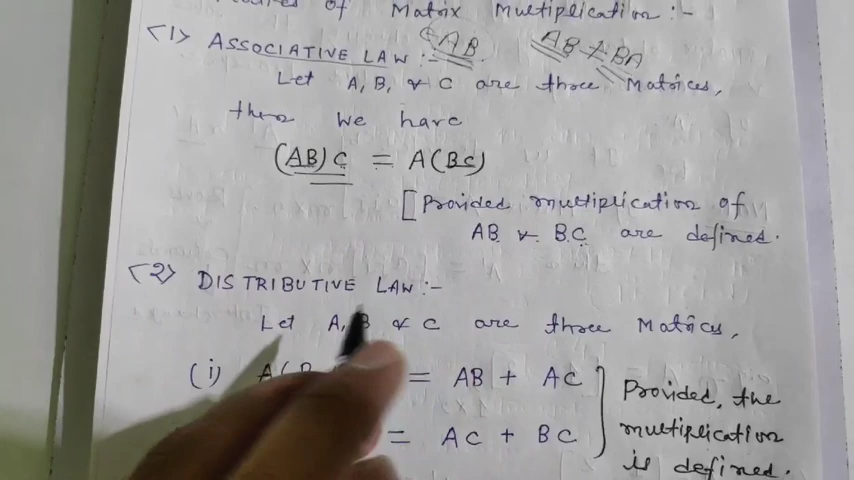 of Matrix Multiplication :-
<1> ASSOCIATIVE LAW :- (AB AB ≠ BA
Let A, B, & C are three Matrices,
then we have
(AB)C = A(BC)
[Provided multiplication of
AB & BC are defined.
<2> DISTRIBUTIVE LAW :-
Let A, B & C are three Matrices,
(i) A(B = AB + AC
= AC + BC
Provided, the
multiplication
is defined.